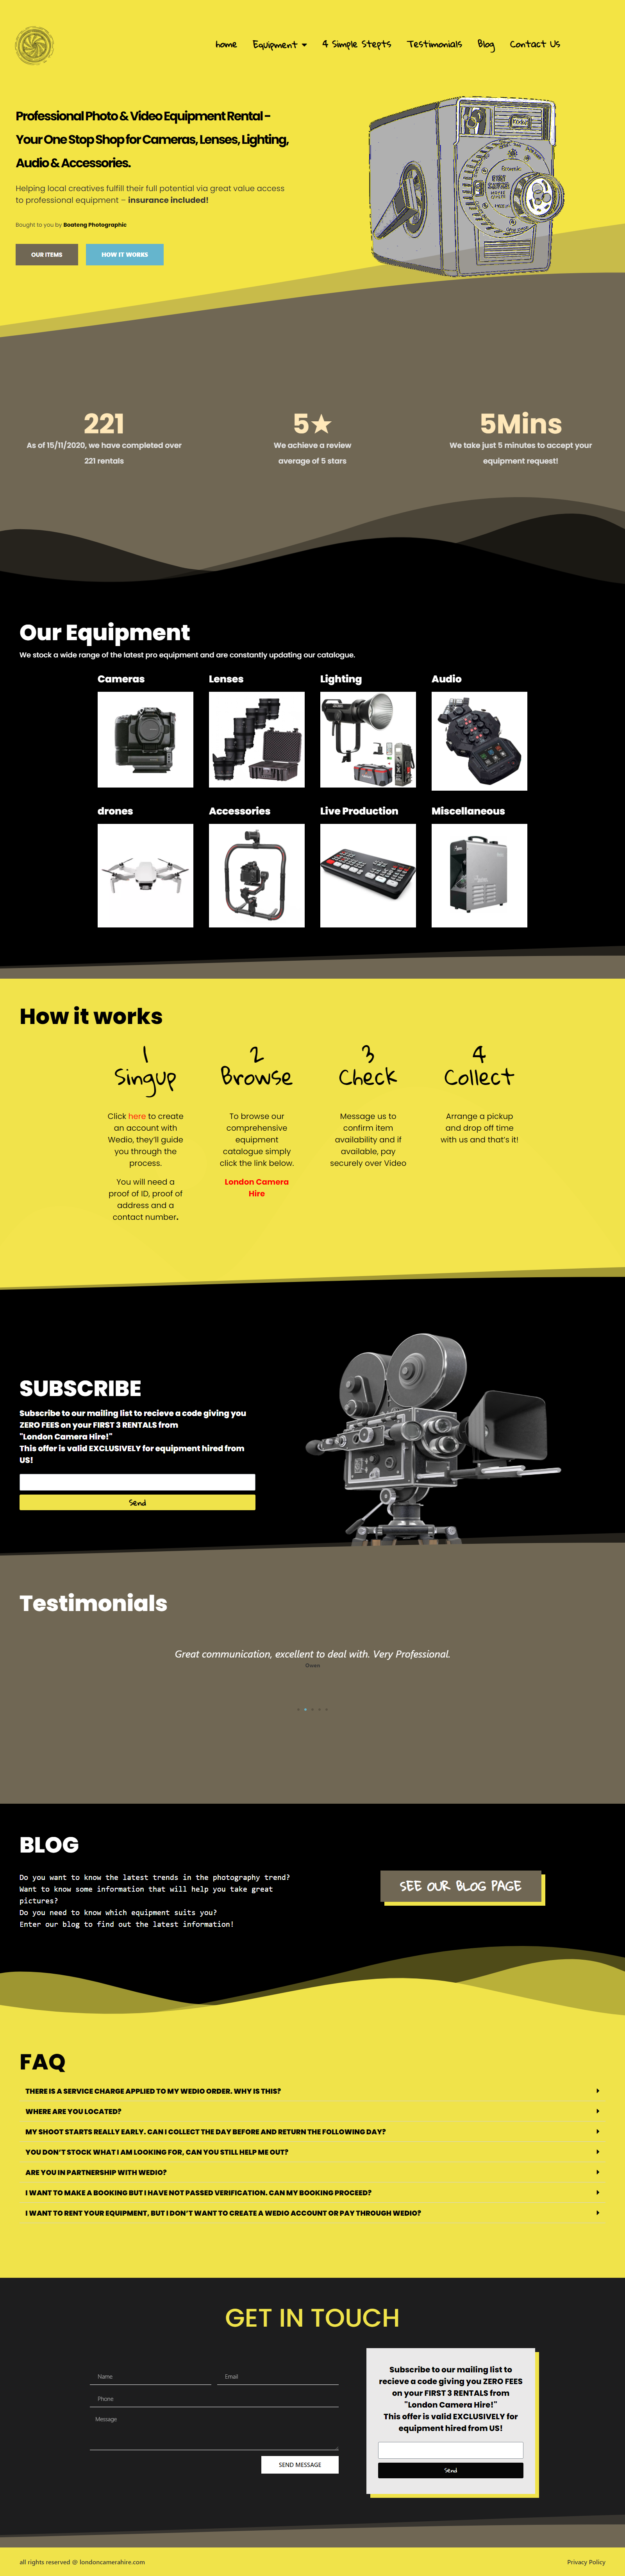 home Equipment 4 Simple Stepts Testimonials Blog Contact Us
Professional Photo & Video Equipment Rental -
Your One Stop Shop for Cameras, Lenses, Lighting,
Audio & Accessories.
Helping local creatives fulfill their full potential via great value access
to professional equipment – insurance included!
Bought to you by Boateng Photographic
OUR ITEMS HOW IT WORKS
221
As of 15/11/2020, we have completed over
221 rentals
5★
We achieve a review
average of 5 stars
5Mins
We take just 5 minutes to accept your
equipment request!
Our Equipment
We stock a wide range of the latest pro equipment and are constantly updating our catalogue.
Cameras Lenses Lighting Audio
drones Accessories Live Production Miscellaneous
How it works
1
Singup
Click here to create
an account with
Wedio, they'll guide
you through the
process.
You will need a
proof of ID, proof of
address and a
contact number.
2
Browse
To browse our
comprehensive
equipment
catalogue simply
click the link below.
London Camera
Hire
3
Check
Message us to
confirm item
availability and if
available, pay
securely over Video
4
Collect
Arrange a pickup
and drop off time
with us and that's it!
SUBSCRIBE
Subscribe to our mailing list to recieve a code giving you
ZERO FEES on your FIRST 3 RENTALS from
"London Camera Hire!"
This offer is valid EXCLUSIVELY for equipment hired from
US!
Send
Testimonials
Great communication, excellent to deal with. Very Professional.
BLOG
Do you want to know the latest trends in the photography trend?
Want to know some information that will help you take great
pictures?
Do you need to know which equipment suits you?
Enter our blog to find out the latest information!
SEE OUR BLOG PAGE
FAQ
THERE IS A SERVICE CHARGE APPLIED TO MY WEDIO ORDER. WHY IS THIS?
WHERE ARE YOU LOCATED?
MY SHOOT STARTS REALLY EARLY. CAN I COLLECT THE DAY BEFORE AND RETURN THE FOLLOWING DAY?
YOU DON'T STOCK WHAT I AM LOOKING FOR, CAN YOU STILL HELP ME OUT?
ARE YOU IN PARTNERSHIP WITH WEDIO?
I WANT TO MAKE A BOOKING BUT I HAVE NOT PASSED VERIFICATION. CAN MY BOOKING PROCEED?
I WANT TO RENT YOUR EQUIPMENT, BUT I DON'T WANT TO CREATE A WEDIO ACCOUNT OR PAY THROUGH WEDIO?
GET IN TOUCH
Name Email
Phone
Message
SEND MESSAGE
Subscribe to our mailing list to
recieve a code giving you ZERO FEES
on your FIRST 3 RENTALS from
"London Camera Hire!"
This offer is valid EXCLUSIVELY for
equipment hired from US!
Send
all rights reserved @ londoncamerahire.com Privacy Policy